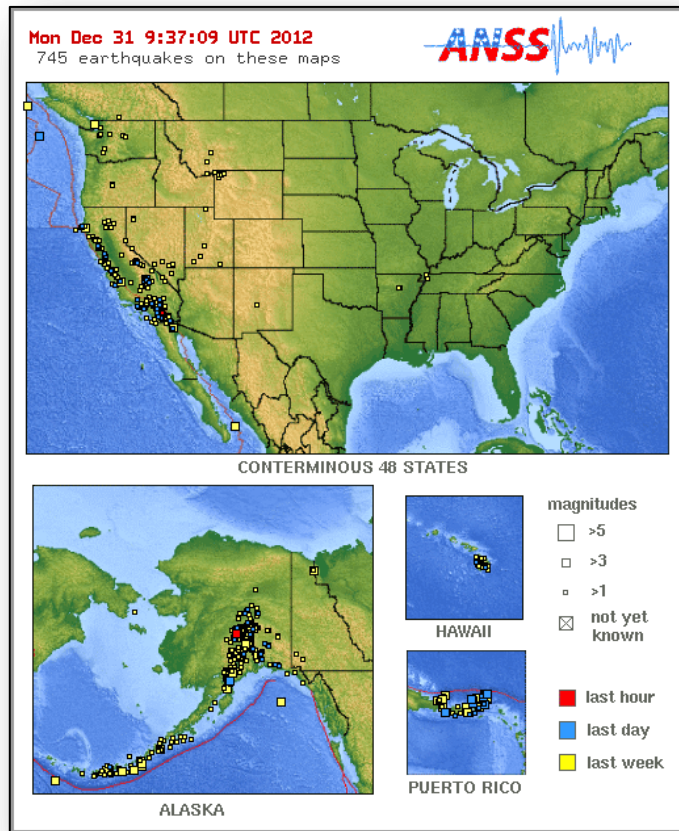 Mon Dec 31 9:37:09 UTC 2012
745 earthquakes on these maps
ANSS
CONTERMINOUS 48 STATES
ALASKA
HAWAII
PUERTO RICO
magnitudes
>5
>3
>1
not yet
known
last hour
last day
last week